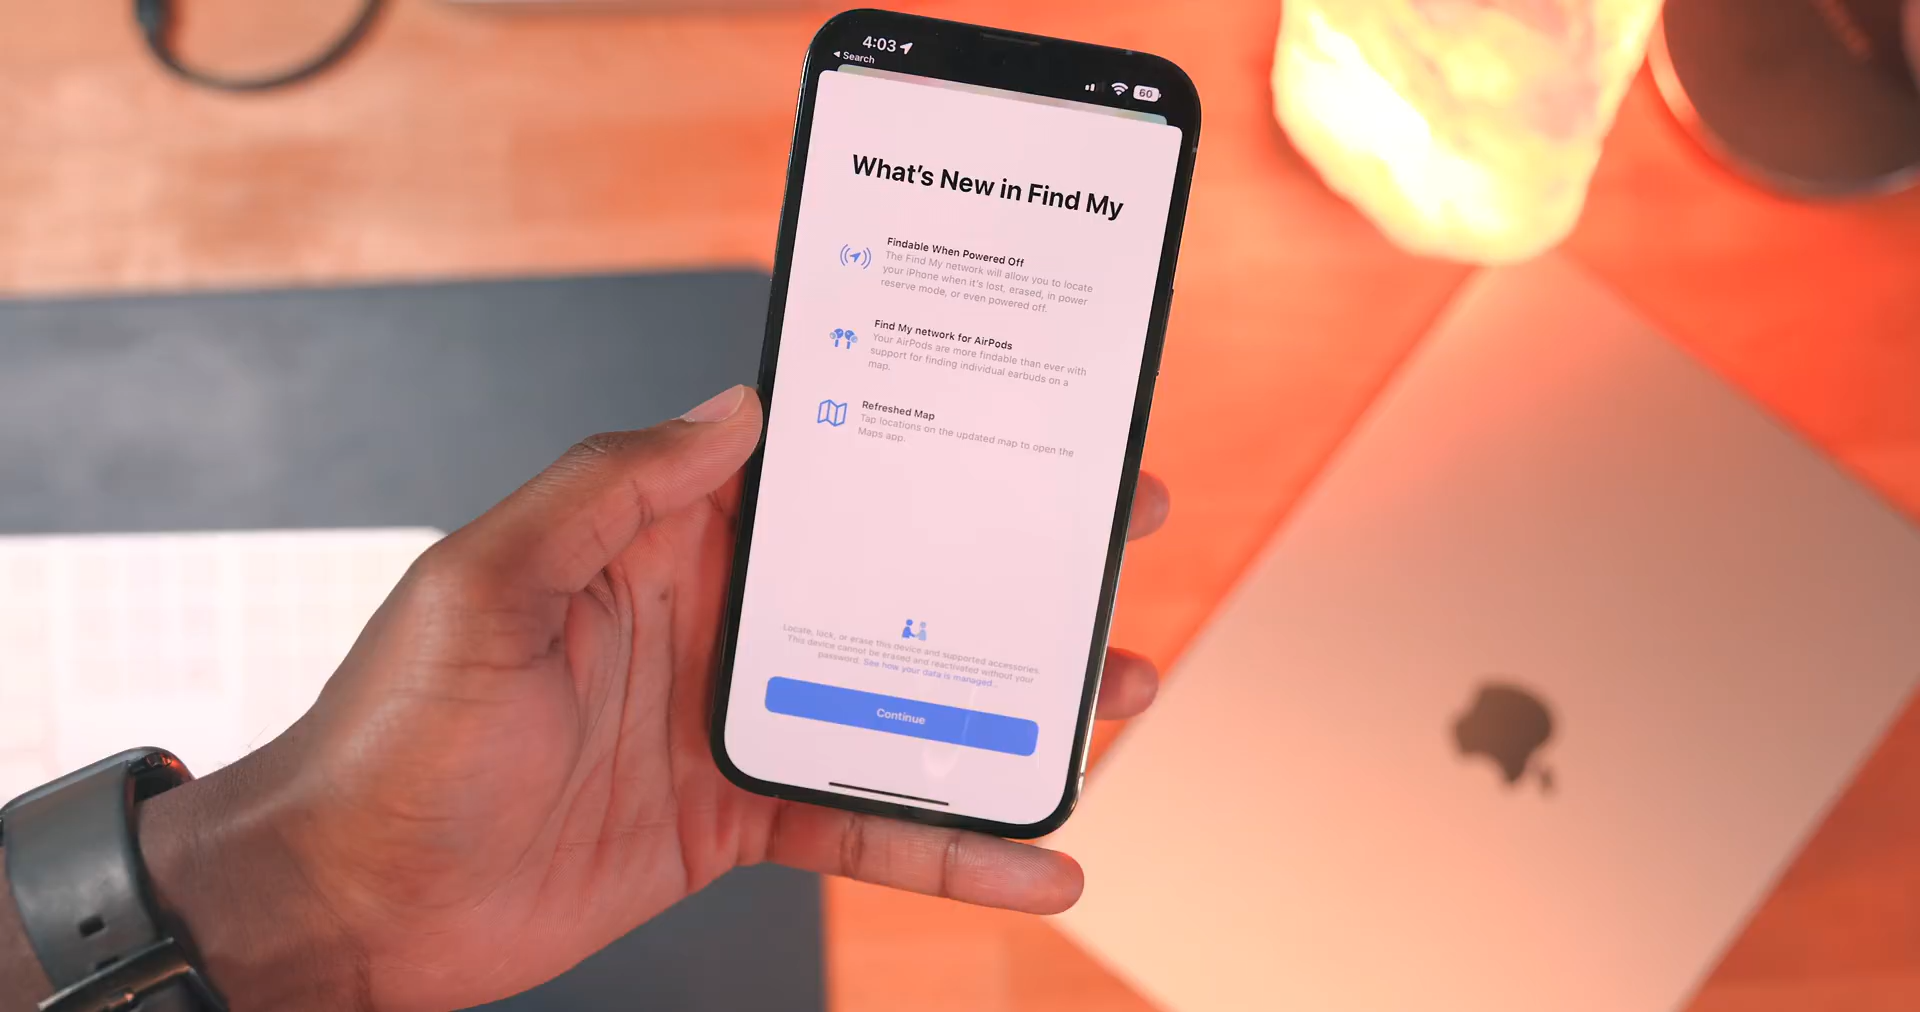 4:03
◀ Search
60
What's New in Find My
Findable When Powered Off
The Find My network will allow you to locate
your iPhone when it's lost, erased, in power
reserve mode, or even powered off.
Find My network for AirPods
Your AirPods are more findable than ever with
support for finding individual earbuds on a
map.
Refreshed Map
Tap locations on the updated map to open the
Maps app.
Locate, lock, or erase this device and supported accessories.
This device cannot be erased and reactivated without your
password. See how your data is managed...
Continue